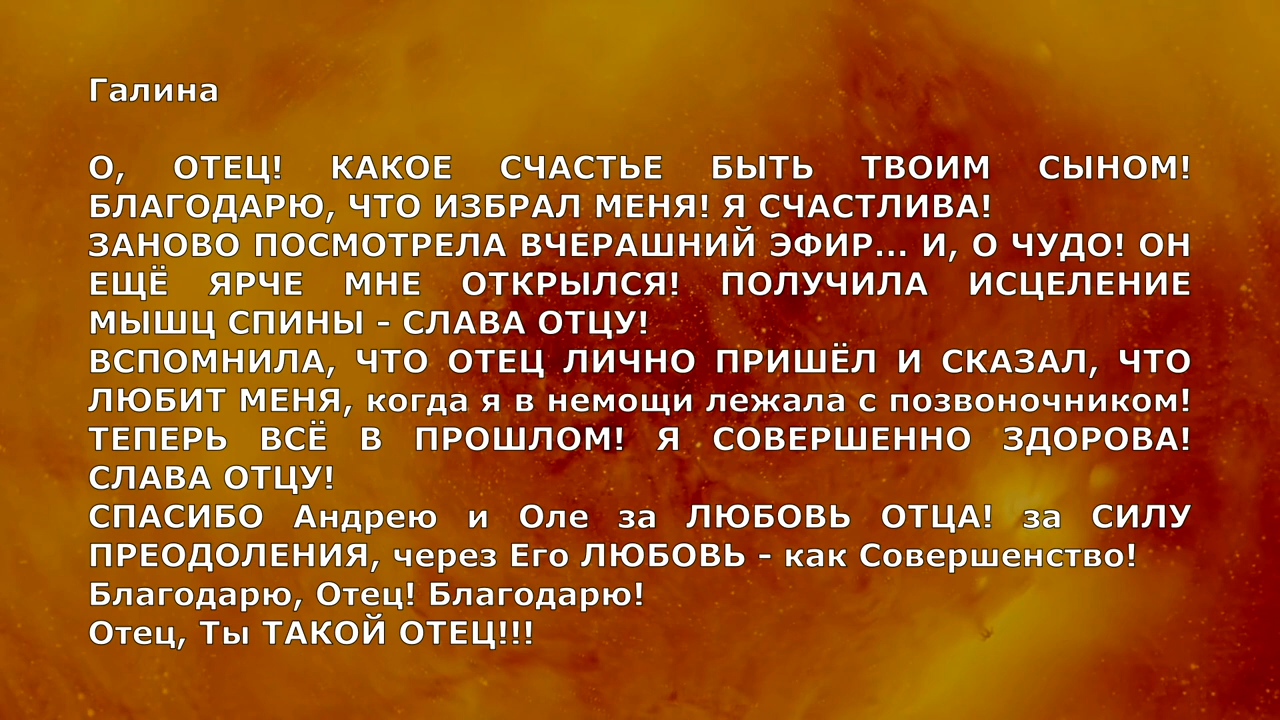 Галина
О, ОТЕЦ! КАКОЕ СЧАСТЬЕ БЫТЬ ТВОИМ СЫНОМ!
БЛАГОДАРЮ, ЧТО ИЗБРАЛ МЕНЯ! Я СЧАСТЛИВА!
ЗАНОВО ПОСМОТРЕЛА ВЧЕРАШНИЙ ЭФИР... И, О ЧУДО! ОН
ЕЩЁ ЯРЧЕ МНЕ ОТКРЫЛСЯ! ПОЛУЧИЛА ИСЦЕЛЕНИЕ
МЫШЦ СПИНЫ - СЛАВА ОТЦУ!
ВСПОМНИЛА, ЧТО ОТЕЦ ЛИЧНО ПРИШЁЛ И СКАЗАЛ, ЧТО
ЛЮБИТ МЕНЯ, когда я в немощи лежала с позвоночником!
ТЕПЕРЬ ВСЁ В ПРОШЛОМ! Я СОВЕРШЕННО ЗДОРОВА!
СЛАВА ОТЦУ!
СПАСИБО Андрею и Оле за ЛЮБОВЬ ОТЦА! за СИЛУ
ПРЕОДОЛЕНИЯ, через Его ЛЮБОВЬ - как Совершенство!
Благодарю, Отец! Благодарю!
Отец, Ты ТАКОЙ ОТЕЦ!!!